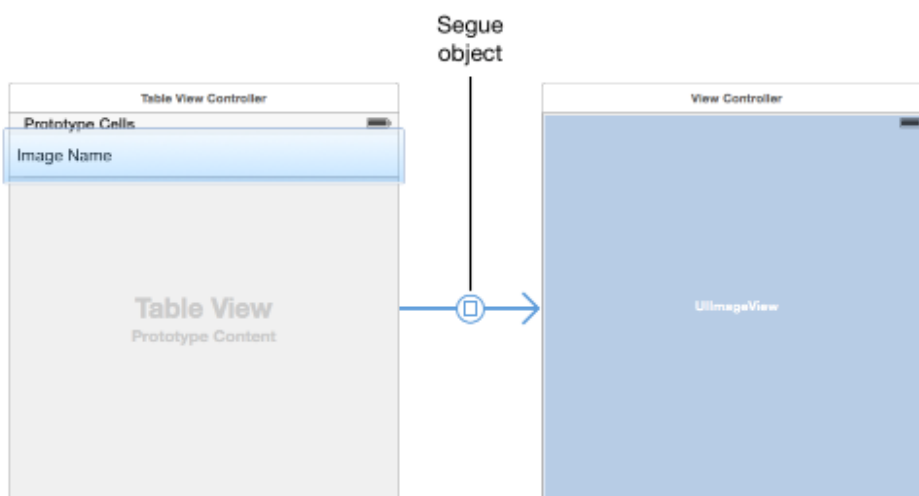 Segue
object
Table View Controller
View Controller
Prototype Cells
Image Name
Table View
Prototype Content
UIImageView